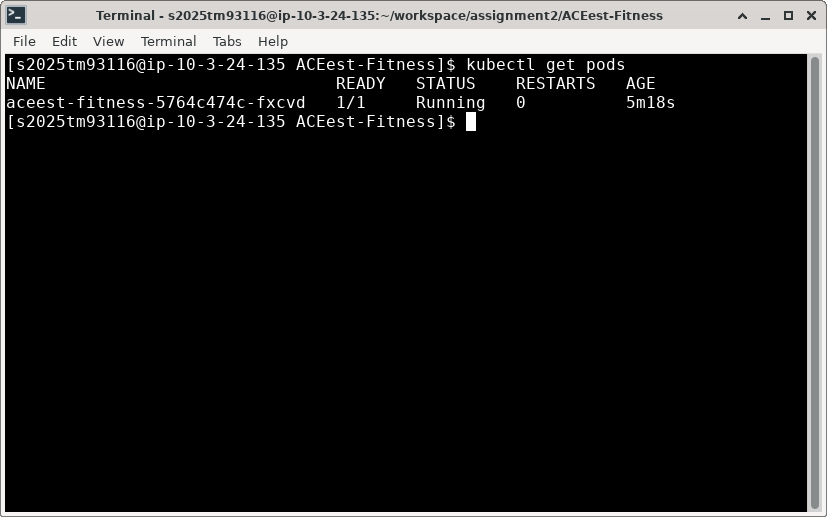 Terminal - s2025tm93116@ip-10-3-24-135:~/workspace/assignment2/ACEest-Fitness
File Edit View Terminal Tabs Help
[s2025tm93116@ip-10-3-24-135 ACEest-Fitness]$ kubectl get pods
NAME READY STATUS RESTARTS AGE
aceest-fitness-5764c474c-fxcvd 1/1 Running 0 5m18s
[s2025tm93116@ip-10-3-24-135 ACEest-Fitness]$